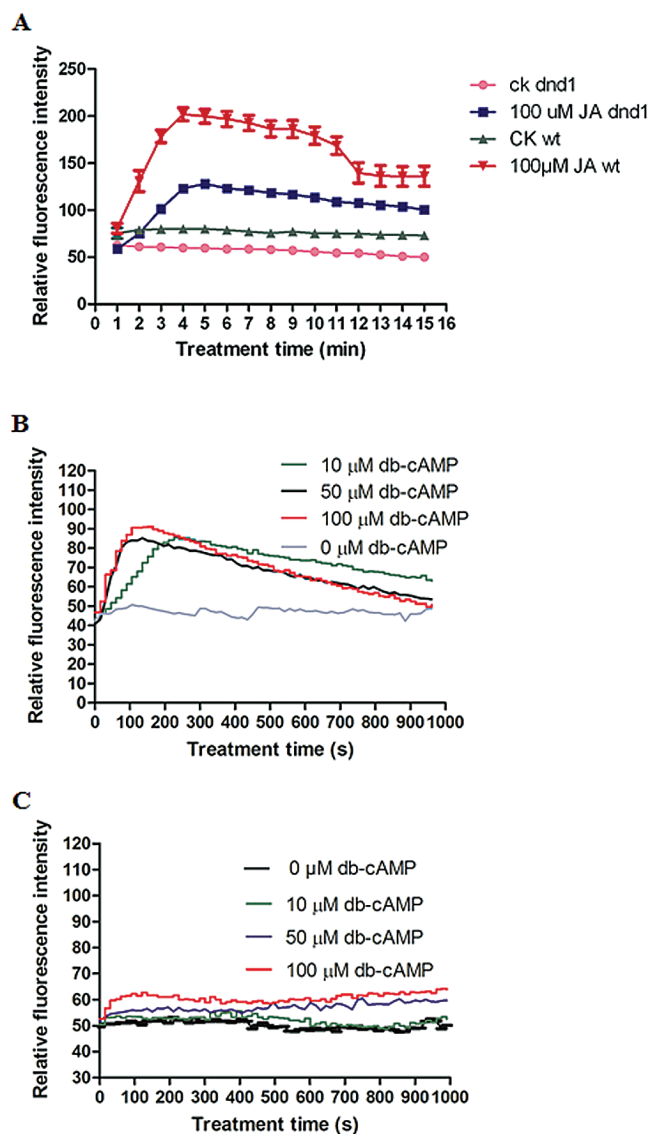 A
Relative fluorescence intensity
250
200
150
100
50
0
0 1 2 3 4 5 6 7 8 9 10 11 12 13 14 15 16
Treatment time (min)
ck dnd1
100 uM JA dnd1
CK wt
100µM JA wt
B
Relative fluorescence intensity
120
110
100
90
80
70
60
50
40
30
20
10
0
0 100 200 300 400 500 600 700 800 900 1000
Treatment time (s)
10 µM db-cAMP
50 µM db-cAMP
100 µM db-cAMP
0 µM db-cAMP
C
Relative fluorescence intensity
120
110
100
90
80
70
60
50
40
30
0 100 200 300 400 500 600 700 800 900 1000
Treatment time (s)
0 µM db-cAMP
10 µM db-cAMP
50 µM db-cAMP
100 µM db-cAMP